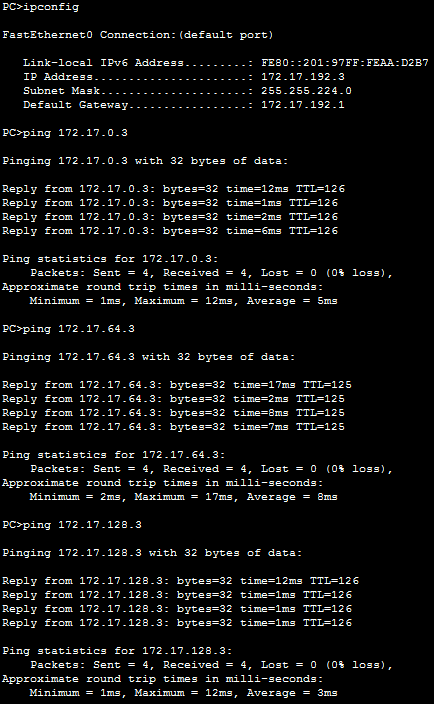 PC>ipconfig
FastEthernet0 Connection:(default port)
Link-local IPv6 Address.........: FE80::201:97FF:FEAA:D2B7
IP Address......................: 172.17.192.3
Subnet Mask.....................: 255.255.224.0
Default Gateway.................: 172.17.192.1
PC>ping 172.17.0.3
Pinging 172.17.0.3 with 32 bytes of data:
Reply from 172.17.0.3: bytes=32 time=12ms TTL=126
Reply from 172.17.0.3: bytes=32 time=1ms TTL=126
Reply from 172.17.0.3: bytes=32 time=2ms TTL=126
Reply from 172.17.0.3: bytes=32 time=6ms TTL=126
Ping statistics for 172.17.0.3:
Packets: Sent = 4, Received = 4, Lost = 0 (0% loss),
Approximate round trip times in milli-seconds:
Minimum = 1ms, Maximum = 12ms, Average = 5ms
PC>ping 172.17.64.3
Pinging 172.17.64.3 with 32 bytes of data:
Reply from 172.17.64.3: bytes=32 time=17ms TTL=125
Reply from 172.17.64.3: bytes=32 time=2ms TTL=125
Reply from 172.17.64.3: bytes=32 time=8ms TTL=125
Reply from 172.17.64.3: bytes=32 time=7ms TTL=125
Ping statistics for 172.17.64.3:
Packets: Sent = 4, Received = 4, Lost = 0 (0% loss),
Approximate round trip times in milli-seconds:
Minimum = 2ms, Maximum = 17ms, Average = 8ms
PC>ping 172.17.128.3
Pinging 172.17.128.3 with 32 bytes of data:
Reply from 172.17.128.3: bytes=32 time=12ms TTL=126
Reply from 172.17.128.3: bytes=32 time=1ms TTL=126
Reply from 172.17.128.3: bytes=32 time=1ms TTL=126
Reply from 172.17.128.3: bytes=32 time=1ms TTL=126
Ping statistics for 172.17.128.3:
Packets: Sent = 4, Received = 4, Lost = 0 (0% loss),
Approximate round trip times in milli-seconds:
Minimum = 1ms, Maximum = 12ms, Average = 3ms